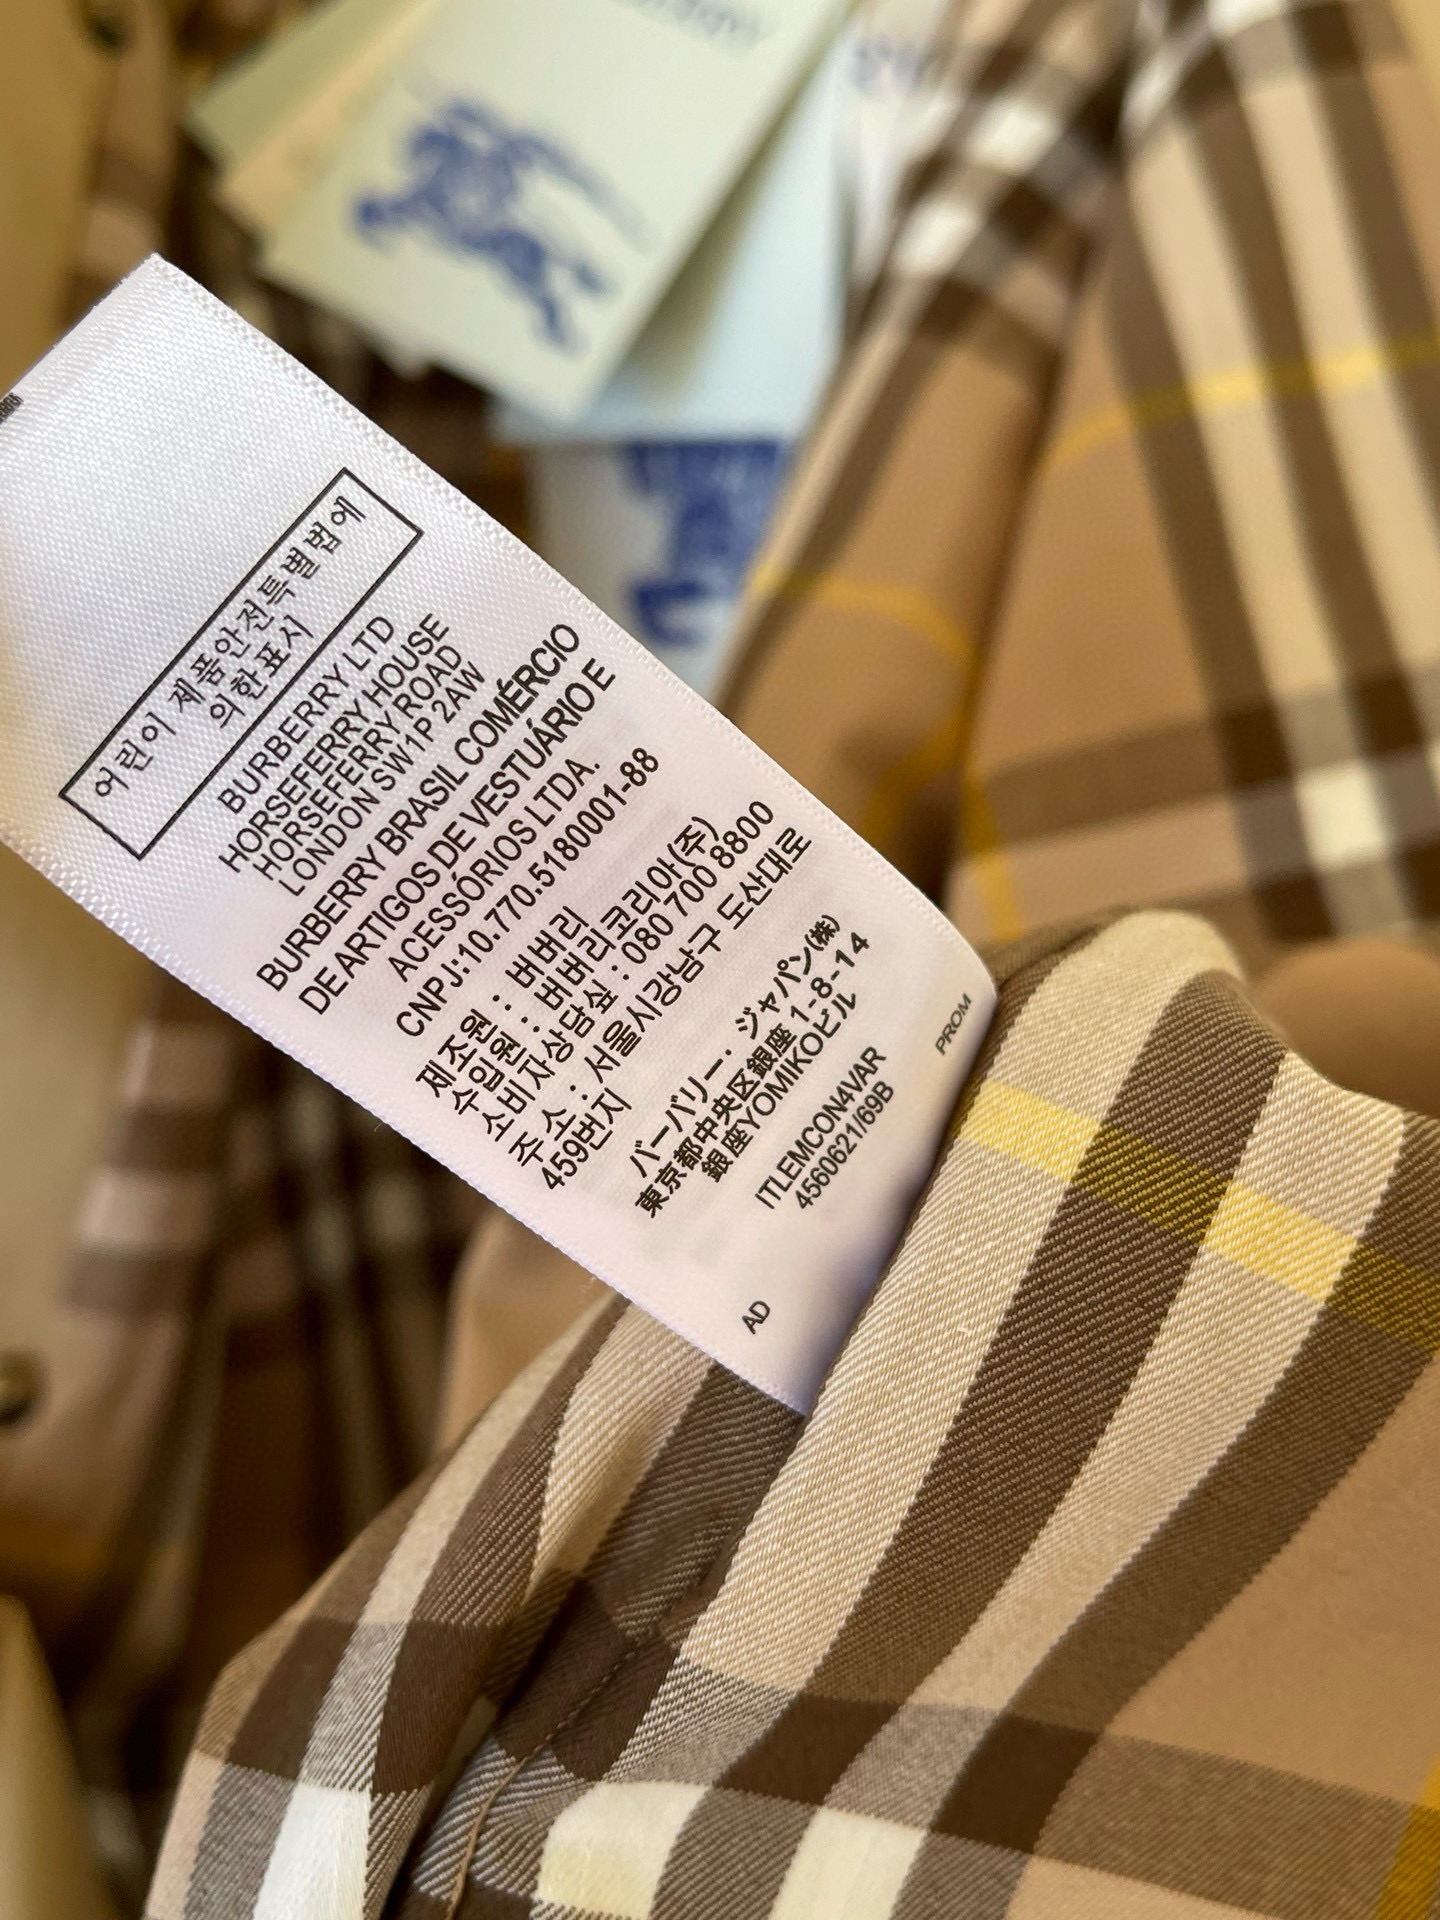 어린이 제품안전특별법에
의한표시
BURBERRY LTD
HORSEFERRY HOUSE
HORSEFERRY ROAD
LONDON SW1P 2AW
BURBERRY BRASIL COMÉRCIO
DE ARTIGOS DE VESTUÁRIO E
ACESSÓRIOS LTDA.
CNPJ:10.770.5180001-88
제조원 : 버버리
수입원 : 버버리코리아(주)
소비자상담실 : 080 700 8800
주 소 : 서울시강남구 도산대로
459번지
バーバリー・ジャパン(株)
東京都中央区銀座 1-8-14
銀座YOMIKOビル
ITLEMCON4VAR
4560621/69B
PROM
AD